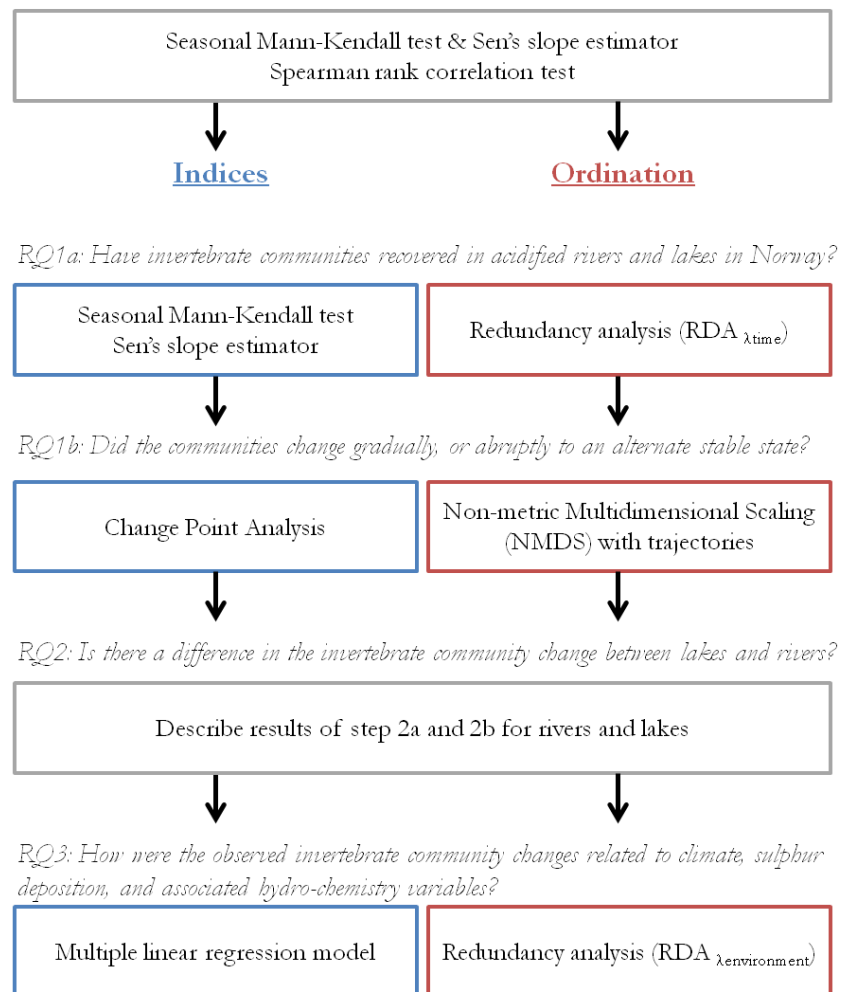 Seasonal Mann-Kendall test & Sen's slope estimator
Spearman rank correlation test
Indices
Ordination
RQ1a: Have invertebrate communities recovered in acidified rivers and lakes in Norway?
Seasonal Mann-Kendall test
Sen's slope estimator
Redundancy analysis (RDA λtime)
RQ1b: Did the communities change gradually, or abruptly to an alternate stable state?
Change Point Analysis
Non-metric Multidimensional Scaling
(NMDS) with trajectories
RQ2: Is there a difference in the invertebrate community change between lakes and rivers?
Describe results of step 2a and 2b for rivers and lakes
RQ3: How were the observed invertebrate community changes related to climate, sulphur
deposition, and associated hydro-chemistry variables?
Multiple linear regression model
Redundancy analysis (RDA λenvironment)